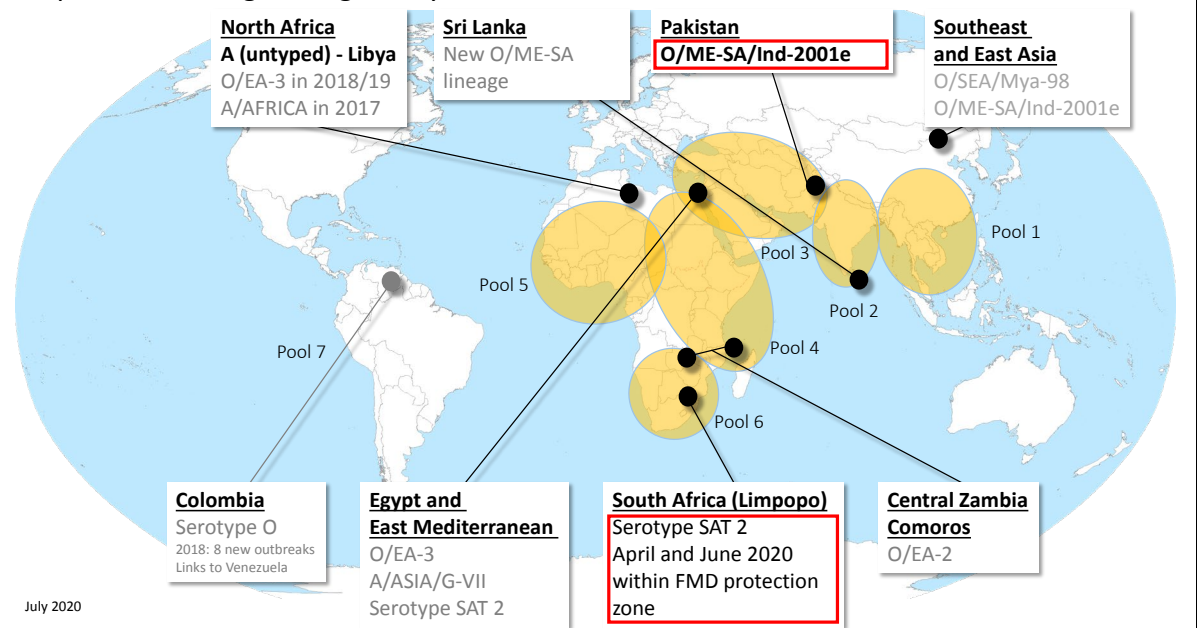 North Africa
A (untyped) - Libya
O/EA-3 in 2018/19
A/AFRICA in 2017
Sri Lanka
New O/ME-SA
lineage
Pakistan
O/ME-SA/Ind-2001e
Southeast
and East Asia
O/SEA/Mya-98
O/ME-SA/Ind-2001e
Pool 1
Pool 3
Pool 5
Pool 2
Pool 7
Pool 4
Pool 6
Colombia
Serotype O
2018: 8 new outbreaks
Links to Venezuela
Egypt and
East Mediterranean
O/EA-3
A/ASIA/G-VII
Serotype SAT 2
South Africa (Limpopo)
Serotype SAT 2
April and June 2020
within FMD protection
zone
Central Zambia
Comoros
O/EA-2
July 2020